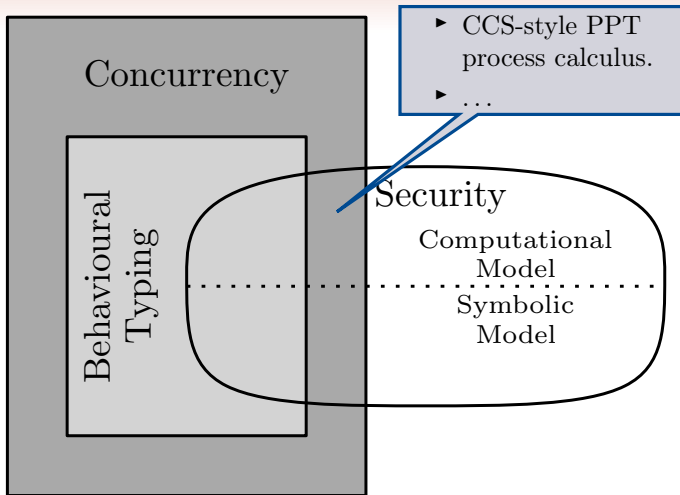 ► CCS-style PPT
process calculus.
► ...
Concurrency
Behavioural
Typing
Security
Computational
Model
Symbolic
Model